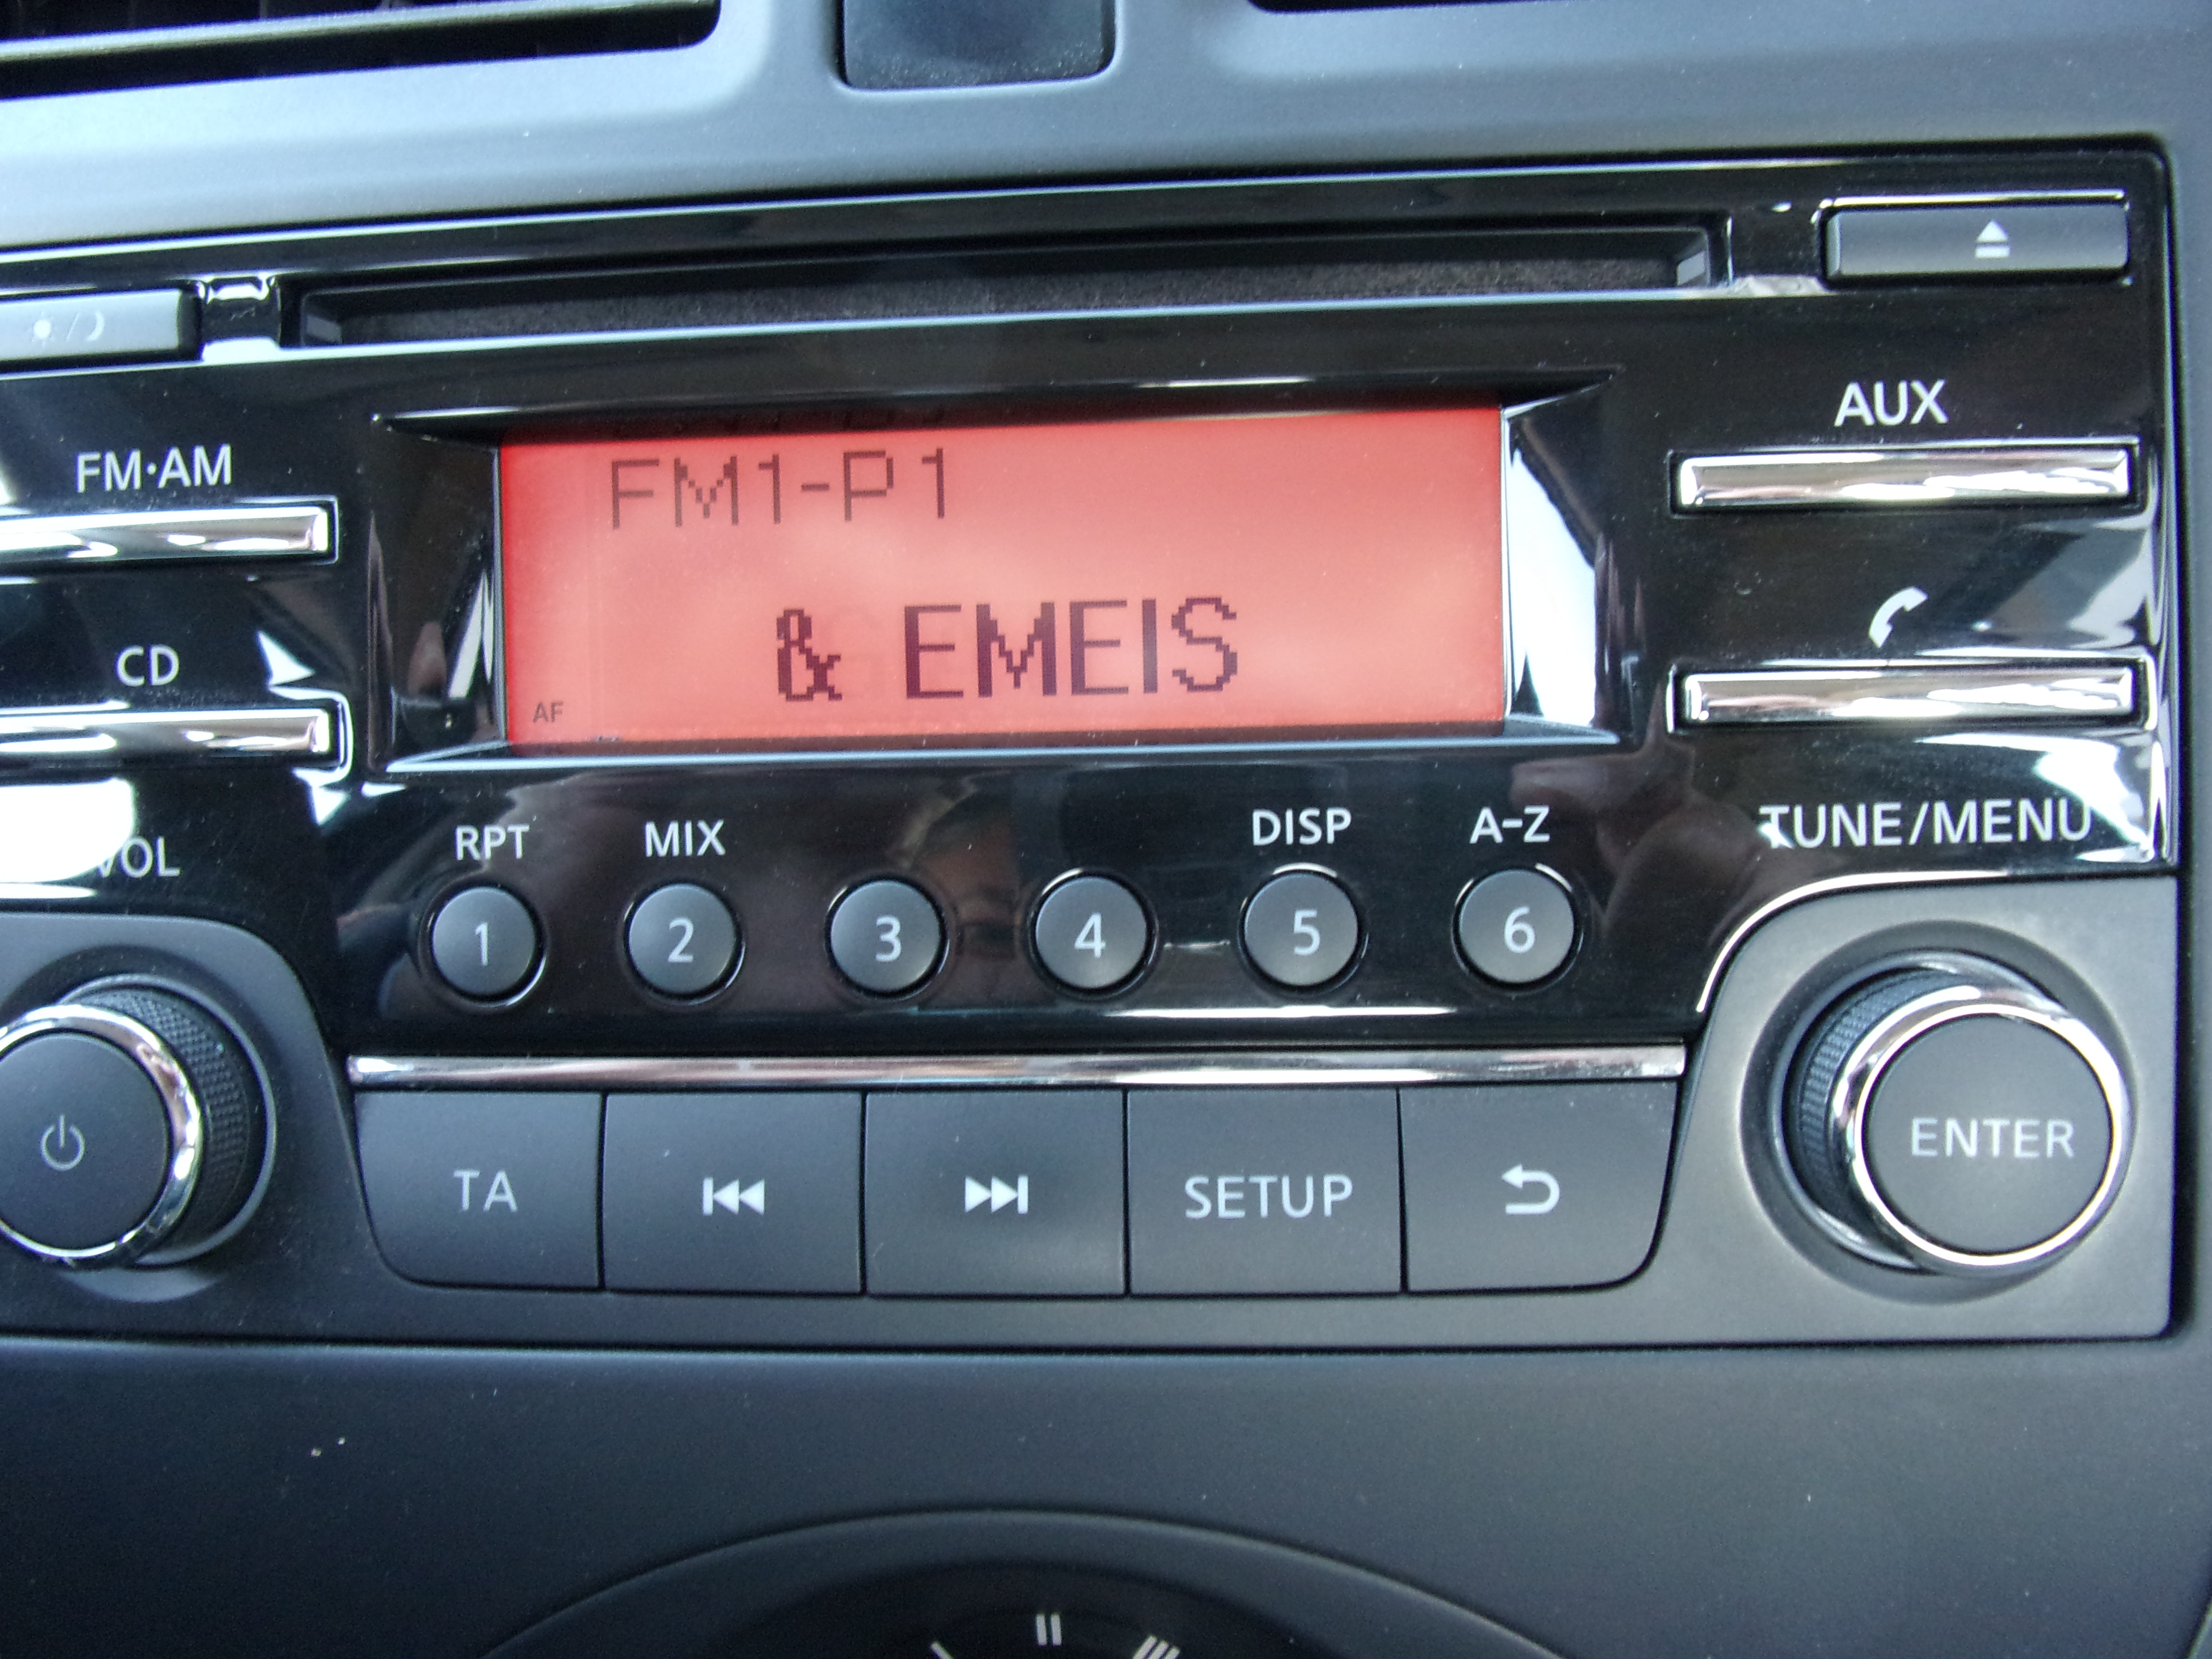 FM·AM
AUX
FM1-P1
& EMEIS
AF
CD
VOL
RPT MIX DISP A-Z
TUNE/MENU
1 2 3 4 5 6
TA SETUP
ENTER